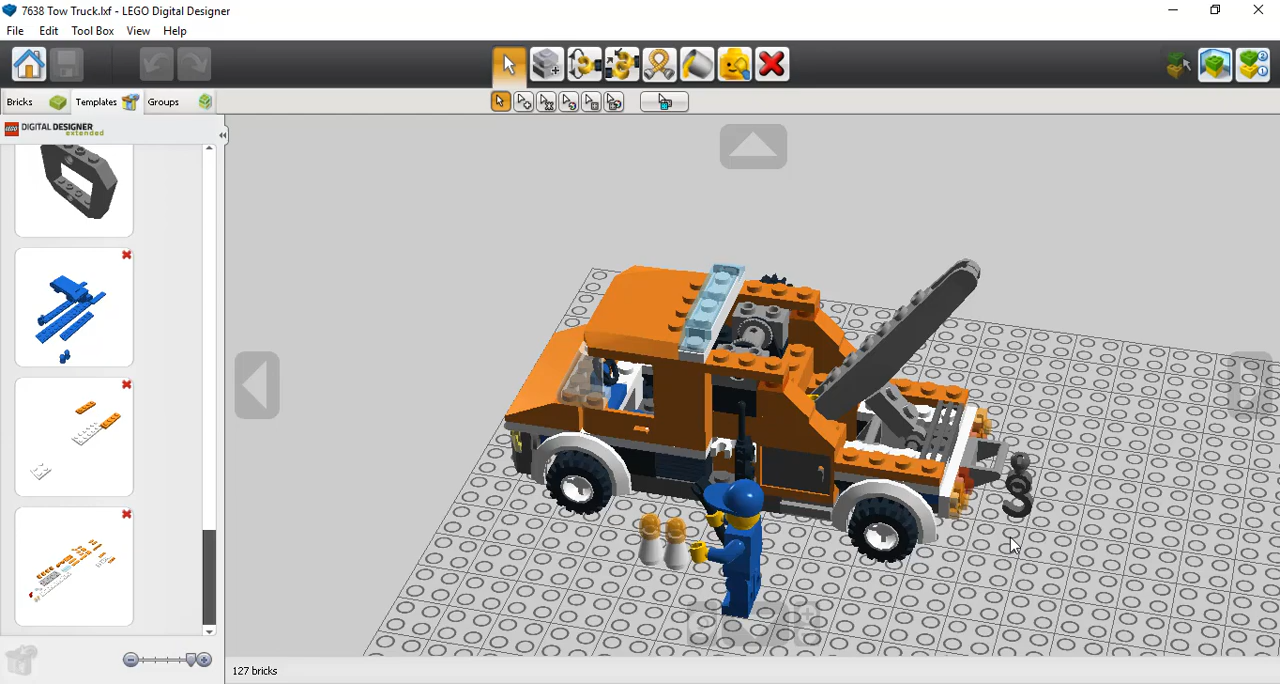 7638 Tow Truck.lxf - LEGO Digital Designer
File Edit Tool Box View Help
Bricks Templates Groups
LEGO DIGITAL DESIGNER
extended
127 bricks